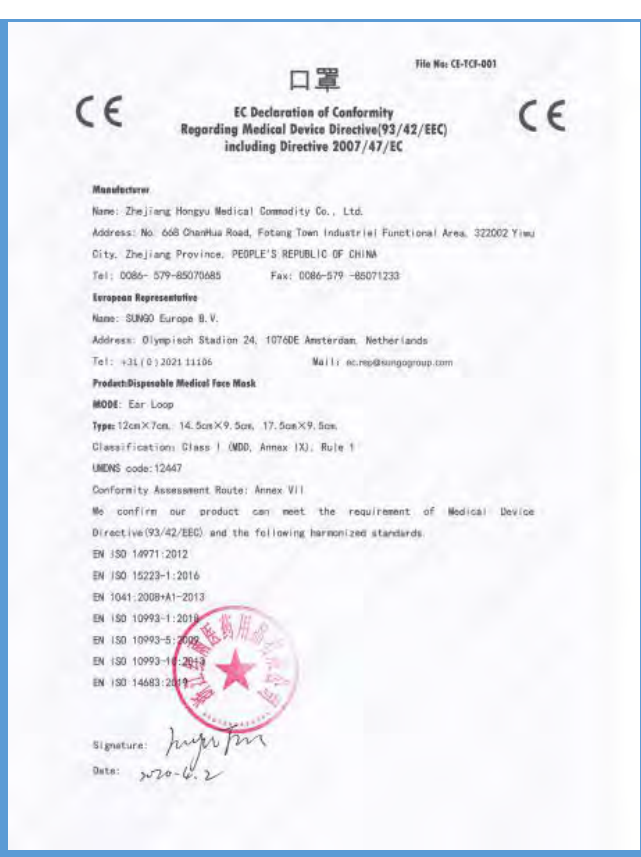 File No: CE-TCF-001
口罩
CE
CE
EC Declaration of Conformity
Regarding Medical Device Directive(93/42/EEC)
including Directive 2007/47/EC
Manufacturer
Name: Zhejiang Hongyu Medical Commodity Co., Ltd.
Address: No. 668 ChanHua Road, Fotang Town Industriel Functional Area, 322002 Yiwu
City, Zhejiang Province, PEOPLE'S REPUBLIC OF CHINA
Tel: 0086- 579-85070685 Fax: 0086-579 -85071233
European Representative
Name: SUNGO Europe B.V.
Address: Olympisch Stadion 24, 1076DE Amsterdam, Netherlands
Tel: +31(0)2021 11106 Mail: ec.rep@sungogroup.com
Product:Disposable Medical Face Mask
MODE: Ear Loop
Type: 12cm×7cm, 14.5cm×9.5cm, 17.5cm×9.5cm,
Classification: Class I (MDD, Annex IX), Rule 1
UMDNS code:12447
Conformity Assessment Route: Annex VII
We confirm our product can meet the requirement of Medical Device
Directive(93/42/EEC) and the following harmonized standards
EN ISO 14971:2012
EN ISO 15223-1:2016
EN 1041:2008+A1-2013
EN ISO 10993-1:2018
EN ISO 10993-5:2009
EN ISO 10993-10:2013
EN ISO 14683:2019
Signature:
Date: 2020-4.2